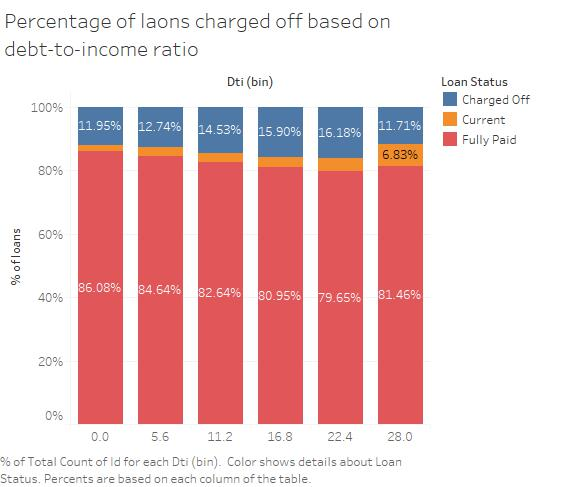 Percentage of laons charged off based on
debt-to-income ratio
Dti (bin)
Loan Status
Charged Off
Current
Fully Paid
100%
80%
60%
40%
20%
0%
% of loans
11.95% 12.74% 14.53% 15.90% 16.18% 11.71%
6.83%
86.08% 84.64% 82.64% 80.95% 79.65% 81.46%
0.0 5.6 11.2 16.8 22.4 28.0
% of Total Count of Id for each Dti (bin). Color shows details about Loan
Status. Percents are based on each column of the table.